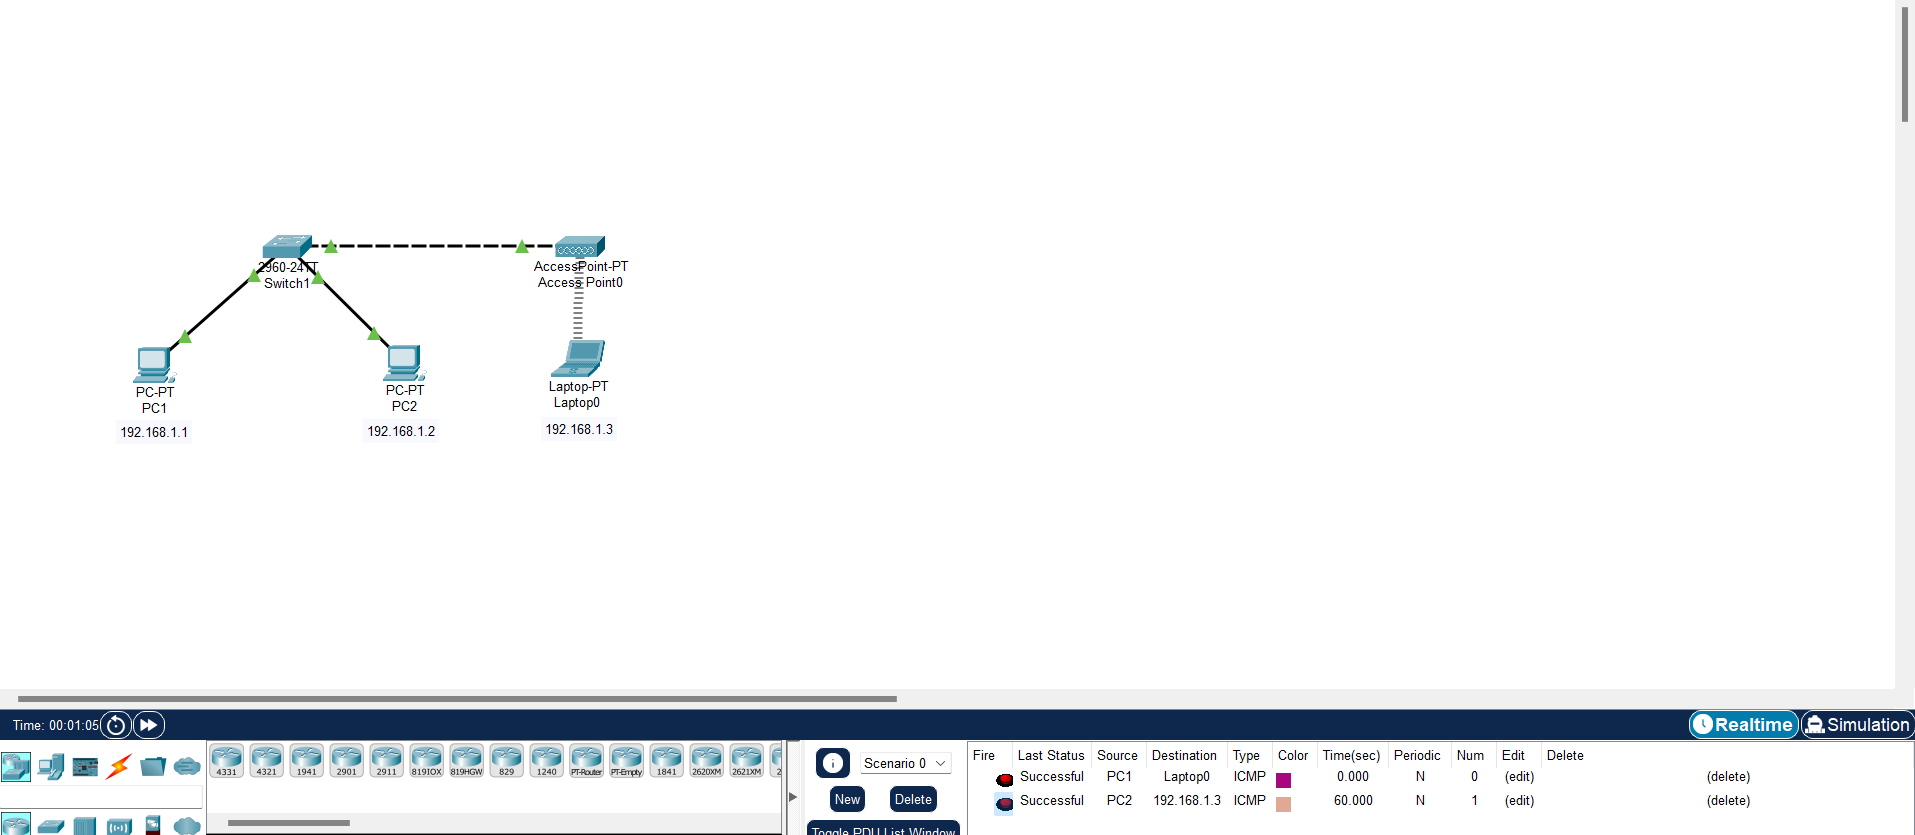 2960-24TT
Switch1
AccessPoint-PT
Access Point0
PC-PT
PC1
192.168.1.1
PC-PT
PC2
192.168.1.2
Laptop-PT
Laptop0
192.168.1.3
Time: 00:01:05
Realtime
Simulation
4331 4321 1941 2901 2911 819IOX 819HGW 829 1240 PT-Router PT-Empty 1841 2620XM 2621XM 2
Scenario 0
New Delete
Toggle PDU List Window
Fire Last Status Source Destination Type Color Time(sec) Periodic Num Edit Delete
Successful PC1 Laptop0 ICMP 0.000 N 0 (edit) (delete)
Successful PC2 192.168.1.3 ICMP 60.000 N 1 (edit) (delete)